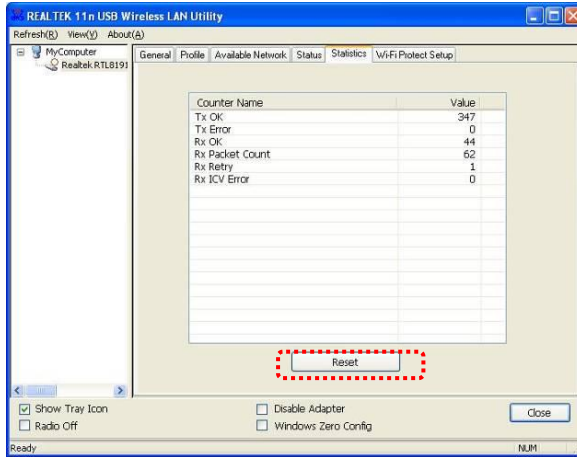 REALTEK 11n USB Wireless LAN Utility
Refresh(R) View(V) About(A)
MyComputer
Realtek RTL8191
General Profile Available Network Status Statistics Wi-Fi Protect Setup
Counter Name Value
Tx OK 347
Tx Error 0
Rx OK 44
Rx Packet Count 62
Rx Retry 1
Rx ICV Error 0
Reset
Show Tray Icon Disable Adapter
Radio Off Windows Zero Config
Close
Ready NUM